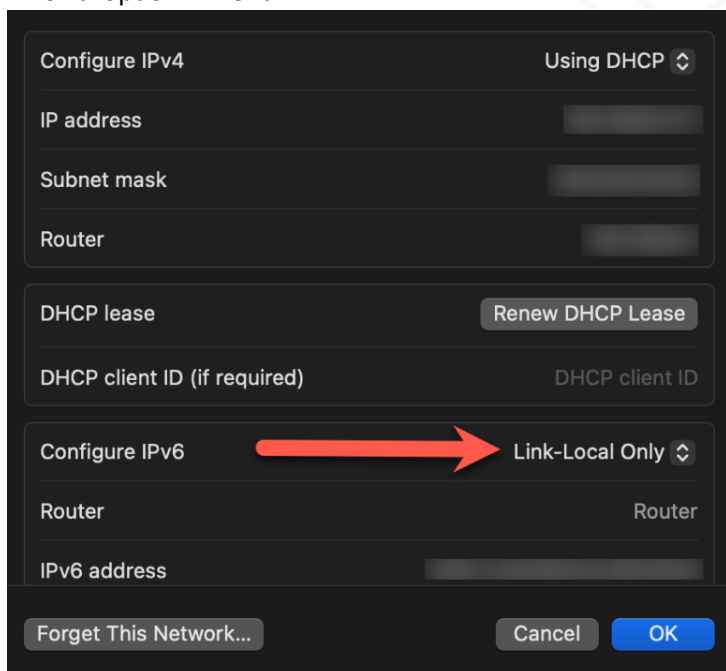 Configure IPv4 Using DHCP
IP address
Subnet mask
Router
DHCP lease Renew DHCP Lease
DHCP client ID (if required) DHCP client ID
Configure IPv6 Link-Local Only
Router Router
IPv6 address
Forget This Network... Cancel OK